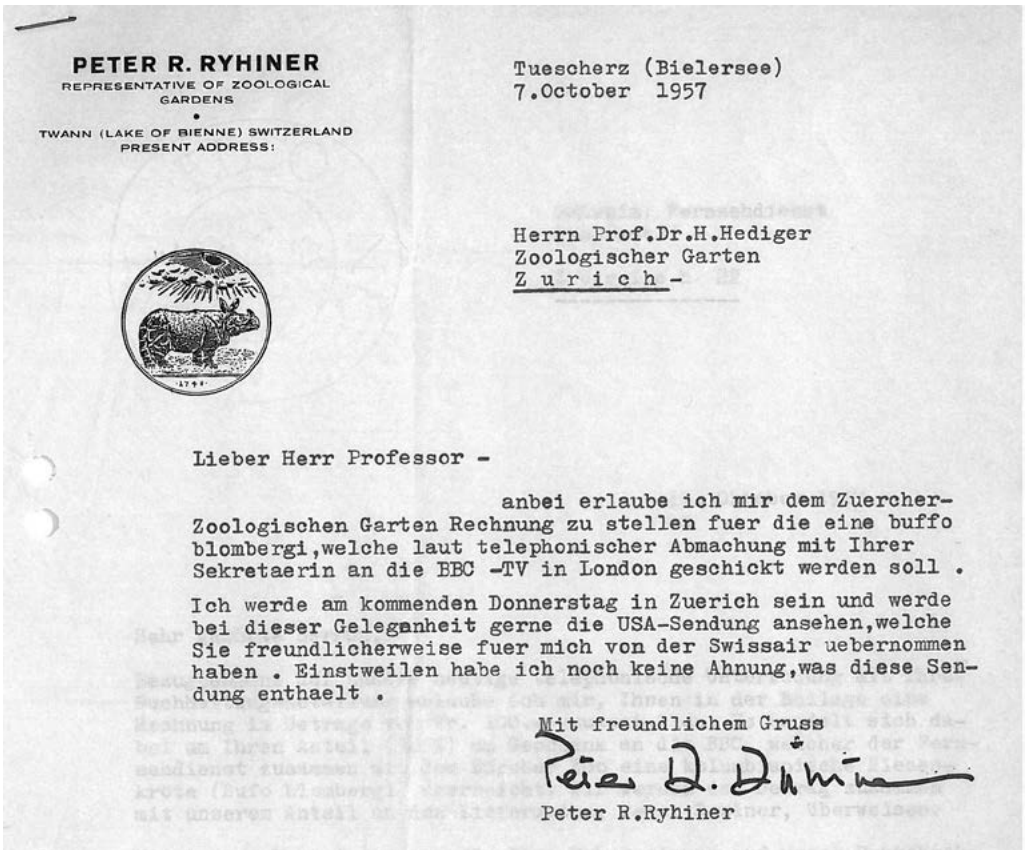 PETER R. RYHINER
REPRESENTATIVE OF ZOOLOGICAL
GARDENS
•
TWANN (LAKE OF BIENNE) SWITZERLAND
PRESENT ADDRESS:
Tuescherz (Bielersee)
7.October 1957
Herrn Prof.Dr.H.Hediger
Zoologischer Garten
Z u r i c h -
·1748·
Lieber Herr Professor -
anbei erlaube ich mir dem Zuercher-
Zoologischen Garten Rechnung zu stellen fuer die eine buffo
blombergi,welche laut telephonischer Abmachung mit Ihrer
Sekretaerin an die BBC -TV in London geschickt werden soll .
Ich werde am kommenden Donnerstag in Zuerich sein und werde
bei dieser Gelegenheit gerne die USA-Sendung ansehen,welche
Sie freundlicherweise fuer mich von der Swissair uebernommen
haben . Einstweilen habe ich noch keine Ahnung,was diese Sen-
dung enthaelt .
Mit freundlichem Gruss
Peter R.Ryhiner